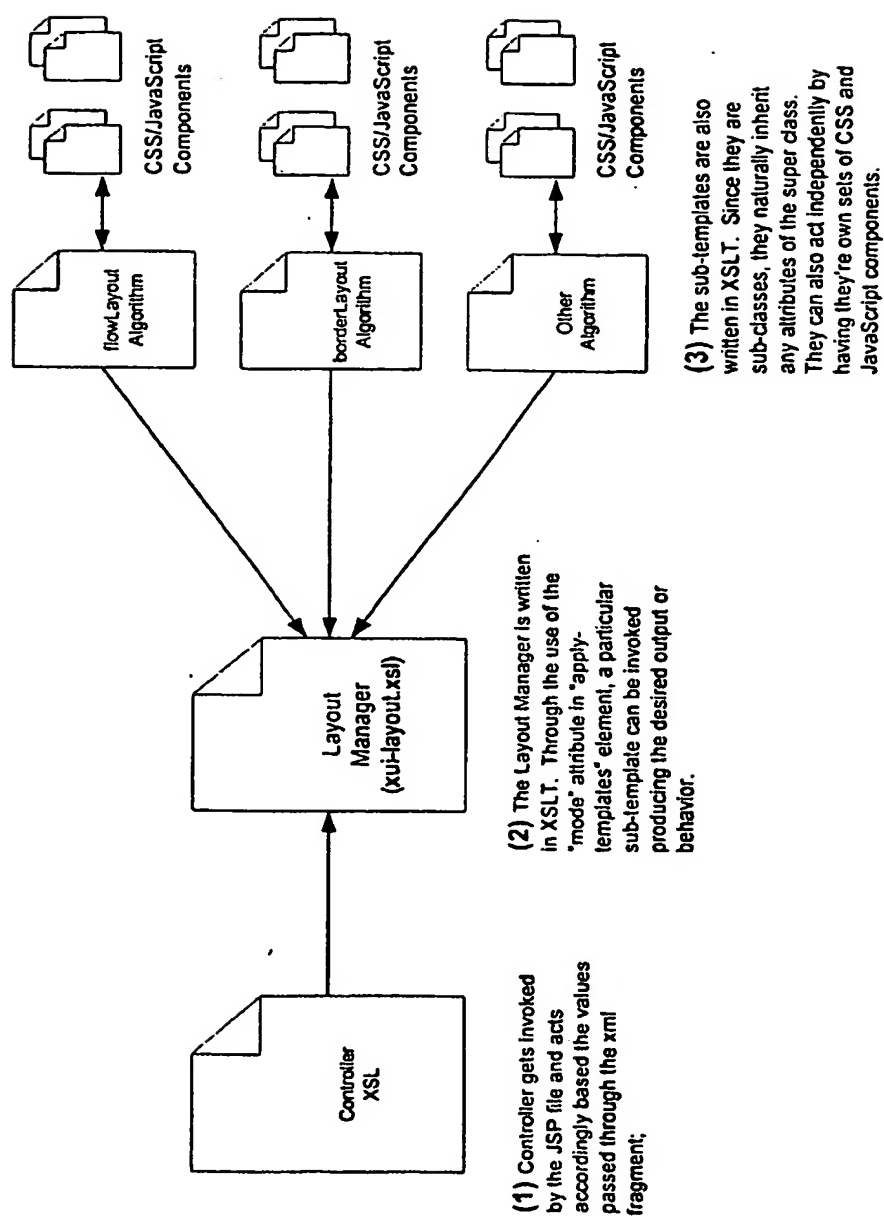 Controller
XSL
(1) Controller gets invoked
by the JSP file and acts
accordingly based the values
passed through the xml
fragment;
Layout
Manager
(xui-layout.xsl)
(2) The Layout Manager is written
in XSLT. Through the use of the
"mode" attribute in "apply-
templates" element, a particular
sub-template can be invoked
producing the desired output or
behavior.
flowLayout
Algorithm
CSS/JavaScript
Components
borderLayout
Algorithm
CSS/JavaScript
Components
Other
Algorithm
CSS/JavaScript
Components
(3) The sub-templates are also
written in XSLT. Since they are
sub-classes, they naturally inherit
any attributes of the super class.
They can also act independently by
having they're own sets of CSS and
JavaScript components.